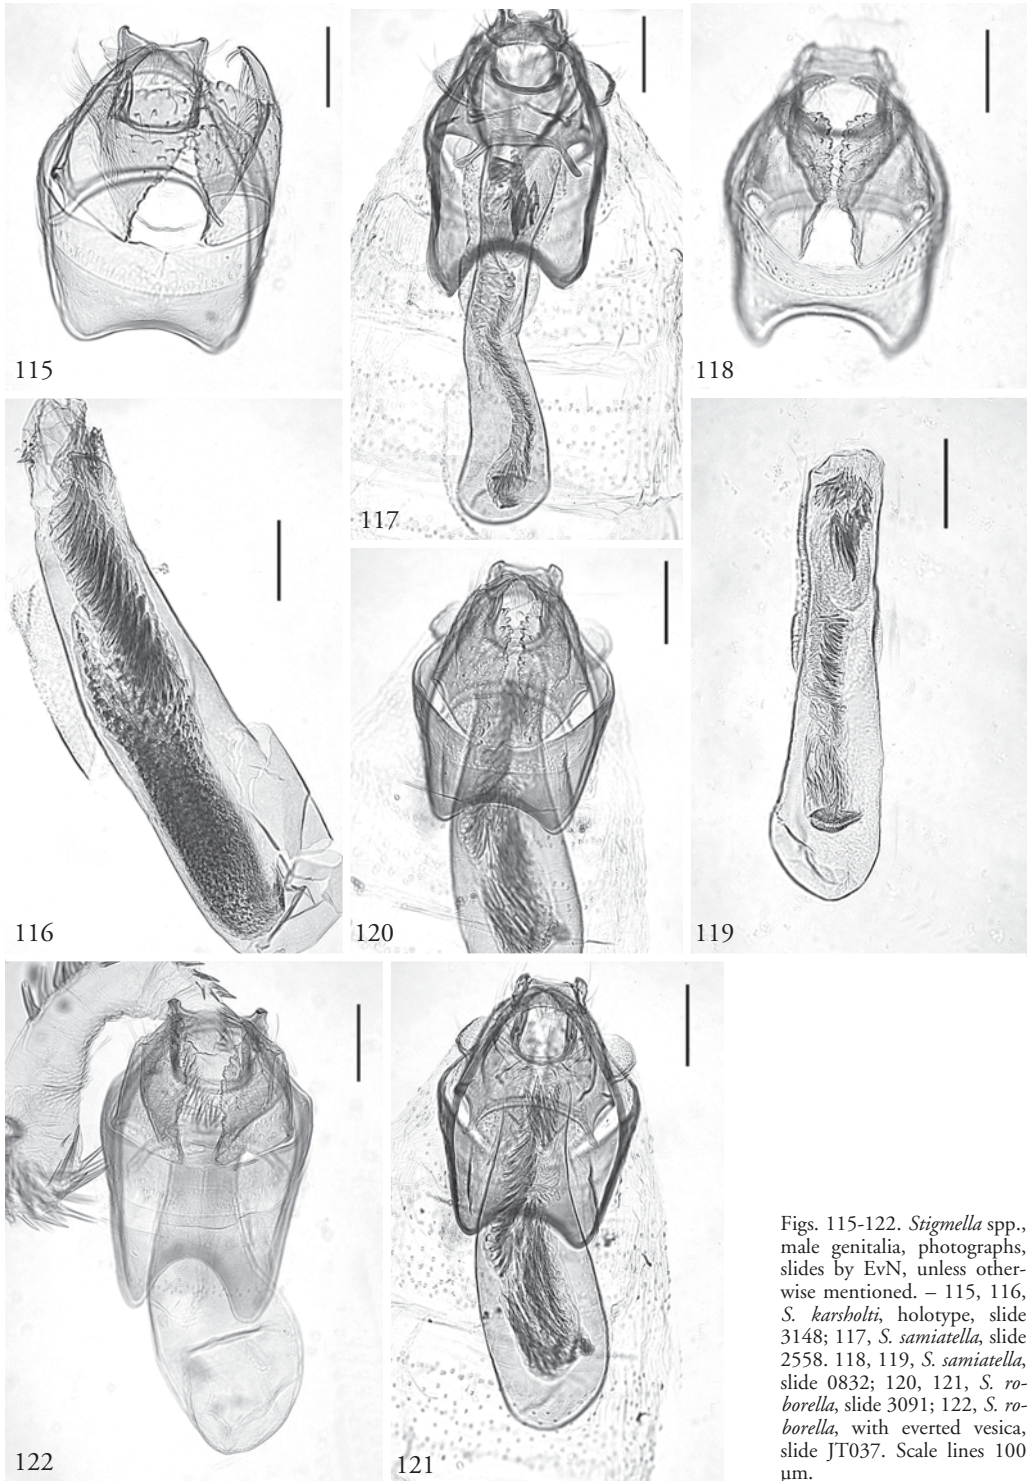 115
117
118
116
120
119
122
121
Figs. 115-122. Stigmella spp.,
male genitalia, photographs,
slides by EvN, unless other-
wise mentioned. – 115, 116,
S. karsholti, holotype, slide
3148; 117, S. samiatella, slide
2558. 118, 119, S. samiatella,
slide 0832; 120, 121, S. ro-
borella, slide 3091; 122, S. ro-
borella, with everted vesica,
slide JT037. Scale lines 100
µm.